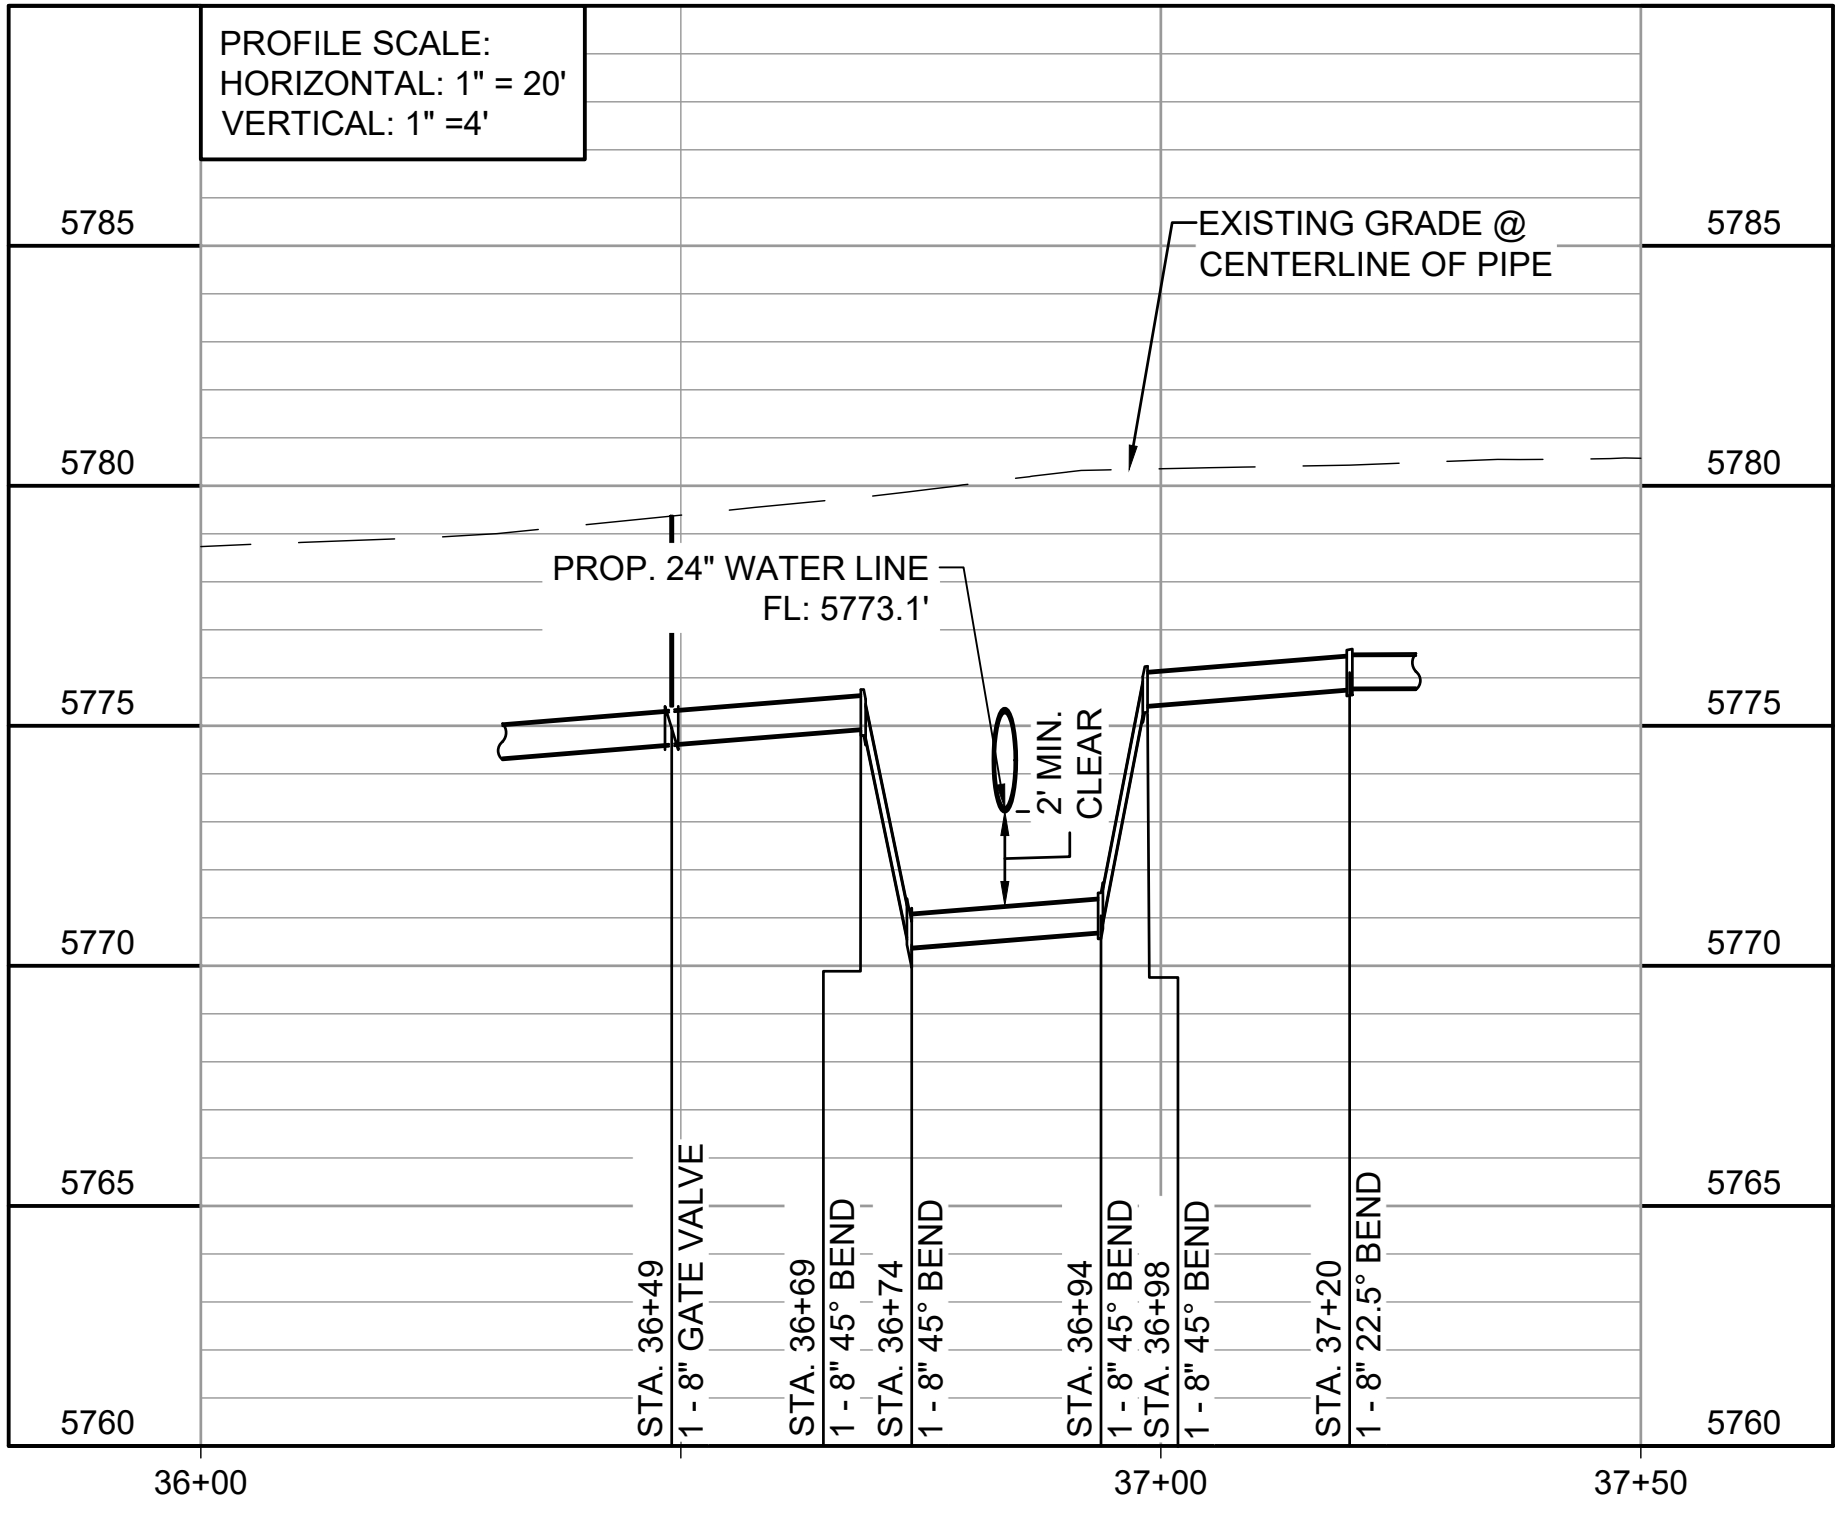 PROFILE SCALE:
HORIZONTAL: 1" = 20'
VERTICAL: 1" =4'
5785
5785
EXISTING GRADE @
CENTERLINE OF PIPE
5780
5780
PROP. 24" WATER LINE
FL: 5773.1'
2' MIN.
CLEAR
5775
5775
5770
5770
5765
5765
STA. 36+49
1 - 8" GATE VALVE
STA. 36+69
1 - 8" 45° BEND
STA. 36+74
1 - 8" 45° BEND
STA. 36+94
1 - 8" 45° BEND
STA. 36+98
1 - 8" 45° BEND
STA. 37+20
1 - 8" 22.5° BEND
5760
5760
36+00
37+00
37+50